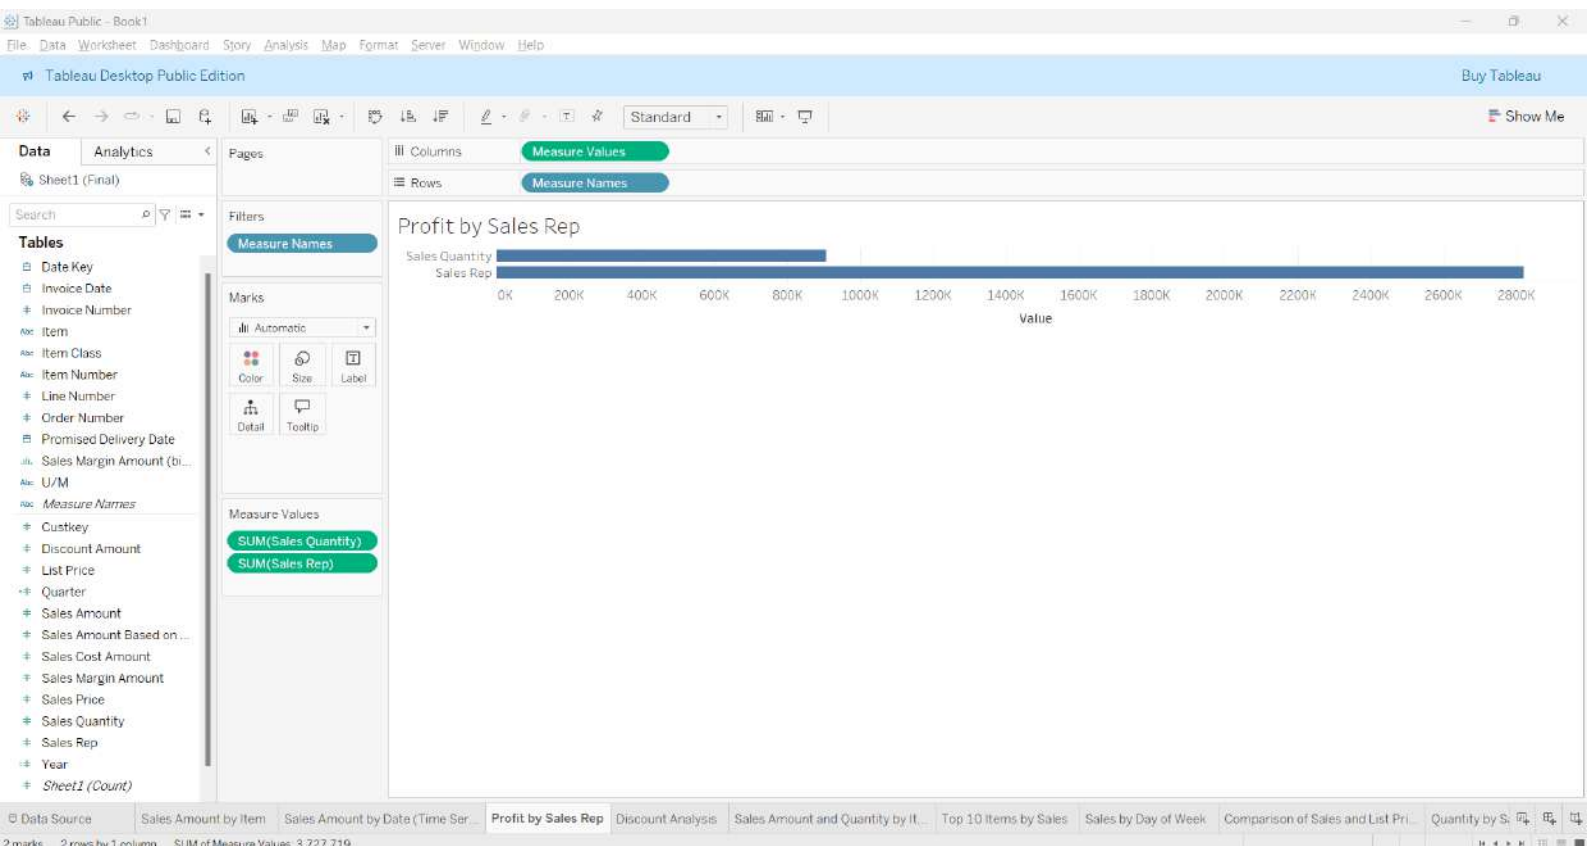 Tableau Public - Book1
File Data Worksheet Dashboard Story Analysis Map Format Server Window Help
Tableau Desktop Public Edition
Buy Tableau
Standard
Show Me
Data Analytics
Sheet1 (Final)
Search
Tables
Date Key
Invoice Date
Invoice Number
Abc Item
Abc Item Class
Abc Item Number
Line Number
Order Number
Promised Delivery Date
Sales Margin Amount (bi...
Abc U/M
Abc Measure Names
Custkey
Discount Amount
List Price
Quarter
Sales Amount
Sales Amount Based on ...
Sales Cost Amount
Sales Margin Amount
Sales Price
Sales Quantity
Sales Rep
Year
Sheet1 (Count)
Pages
Filters
Measure Names
Marks
Automatic
Color Size Label
Detail Tooltip
Measure Values
SUM(Sales Quantity)
SUM(Sales Rep)
Columns Measure Values
Rows Measure Names
Profit by Sales Rep
Sales Quantity
Sales Rep
0K 200K 400K 600K 800K 1000K 1200K 1400K 1600K 1800K 2000K 2200K 2400K 2600K 2800K
Value
Data Source Sales Amount by Item Sales Amount by Date (Time Ser... Profit by Sales Rep Discount Analysis Sales Amount and Quantity by It... Top 10 Items by Sales Sales by Day of Week Comparison of Sales and List Pri... Quantity by Sa
2 marks 2 rows by 1 column SUM of Measure Values: 3,727,719